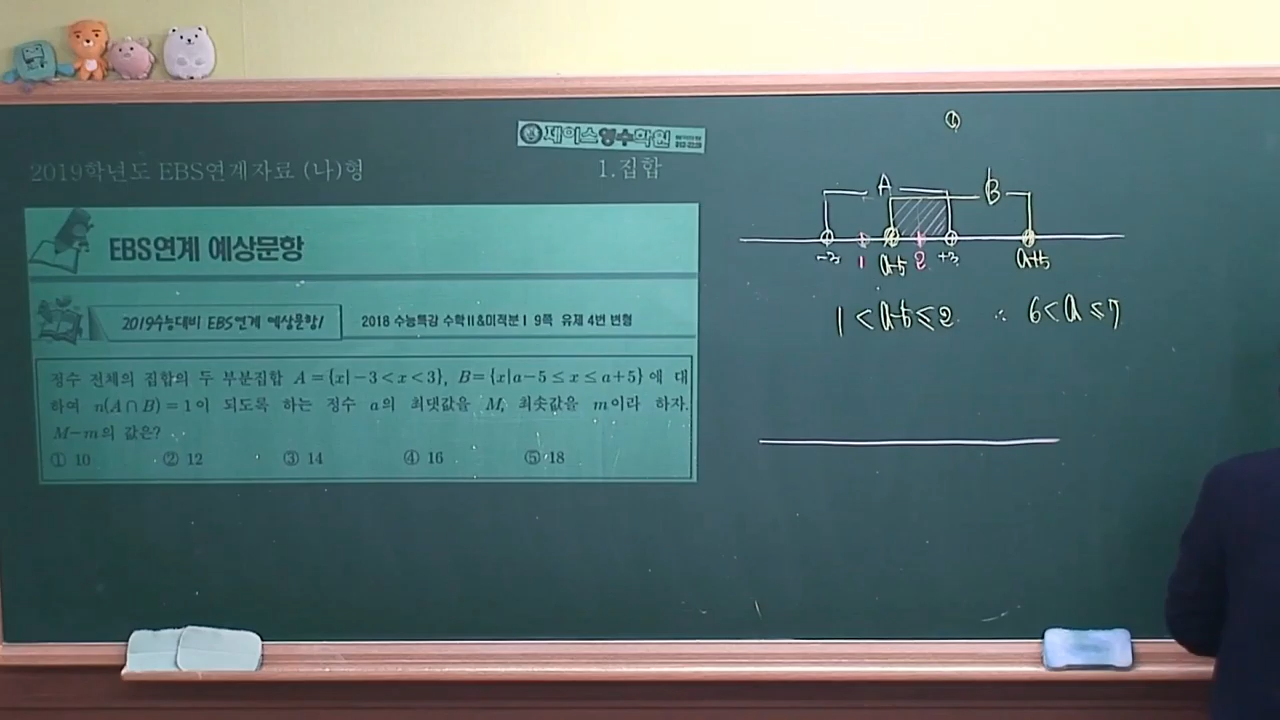 제이스영수학원
2019학년도 EBS연계자료 (나)형
1.집합
EBS연계 예상문항
2019수능대비 EBS연계 예상문항1
2018 수능특강 수학Ⅱ&미적분Ⅰ 9쪽 유제 4번 변형
정수 전체의 집합의 두 부분집합 A={x|-3<x<3}, B={x|a-5≤x≤a+5}에 대
하여 n(A∩B)=1이 되도록 하는 정수 a의 최댓값을 M, 최솟값을 m이라 하자.
M-m의 값은?
① 10 ② 12 ③ 14 ④ 16 ⑤ 18
①
A B
-3 1 a-5 2 +3 a+5
1 < a-5 ≤ 2 ∴ 6 < a ≤ 7